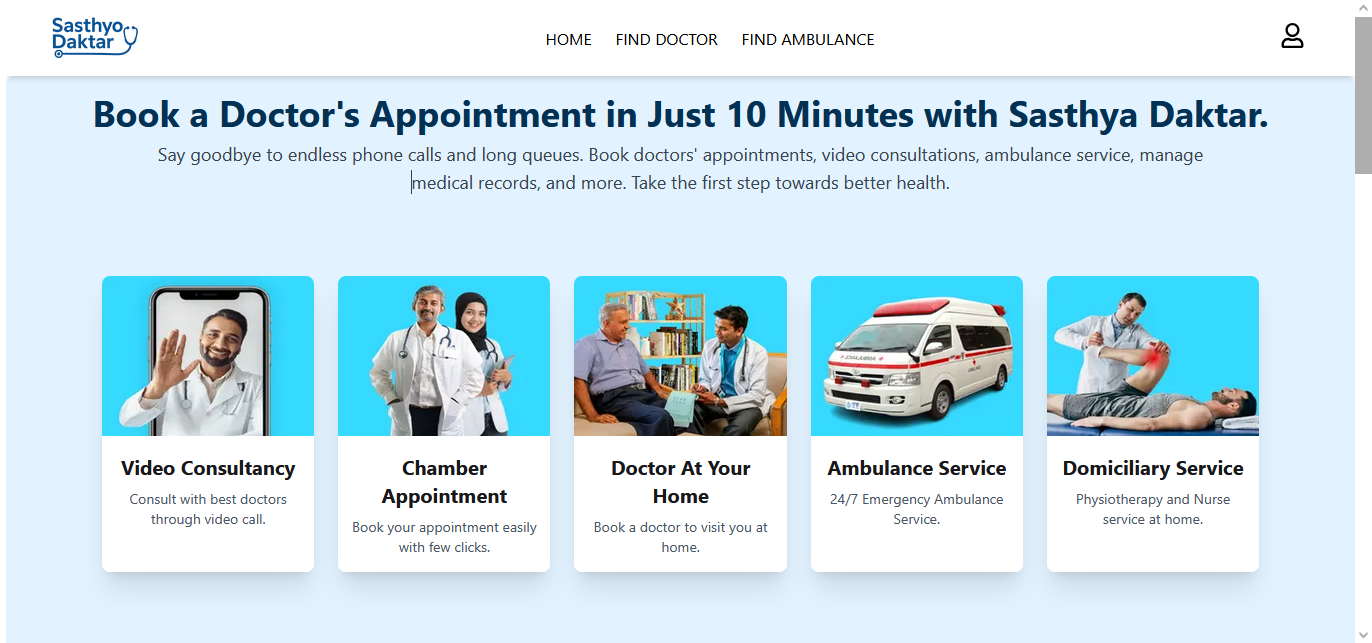 Sasthyo
Daktar
HOME FIND DOCTOR FIND AMBULANCE
Book a Doctor's Appointment in Just 10 Minutes with Sasthya Daktar.
Say goodbye to endless phone calls and long queues. Book doctors' appointments, video consultations, ambulance service, manage
medical records, and more. Take the first step towards better health.
Video Consultancy
Consult with best doctors
through video call.
Chamber
Appointment
Book your appointment easily
with few clicks.
Doctor At Your
Home
Book a doctor to visit you at
home.
Ambulance Service
24/7 Emergency Ambulance
Service.
Domiciliary Service
Physiotherapy and Nurse
service at home.